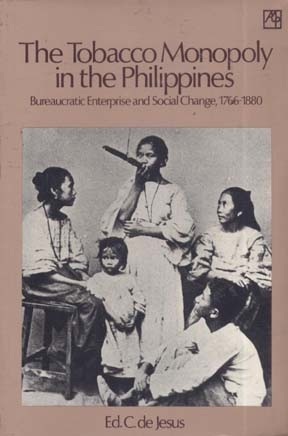 The Tobacco Monopoly
in the Philippines
Bureaucratic Enterprise and Social Change, 1766-1880
Ed. C. de Jesus